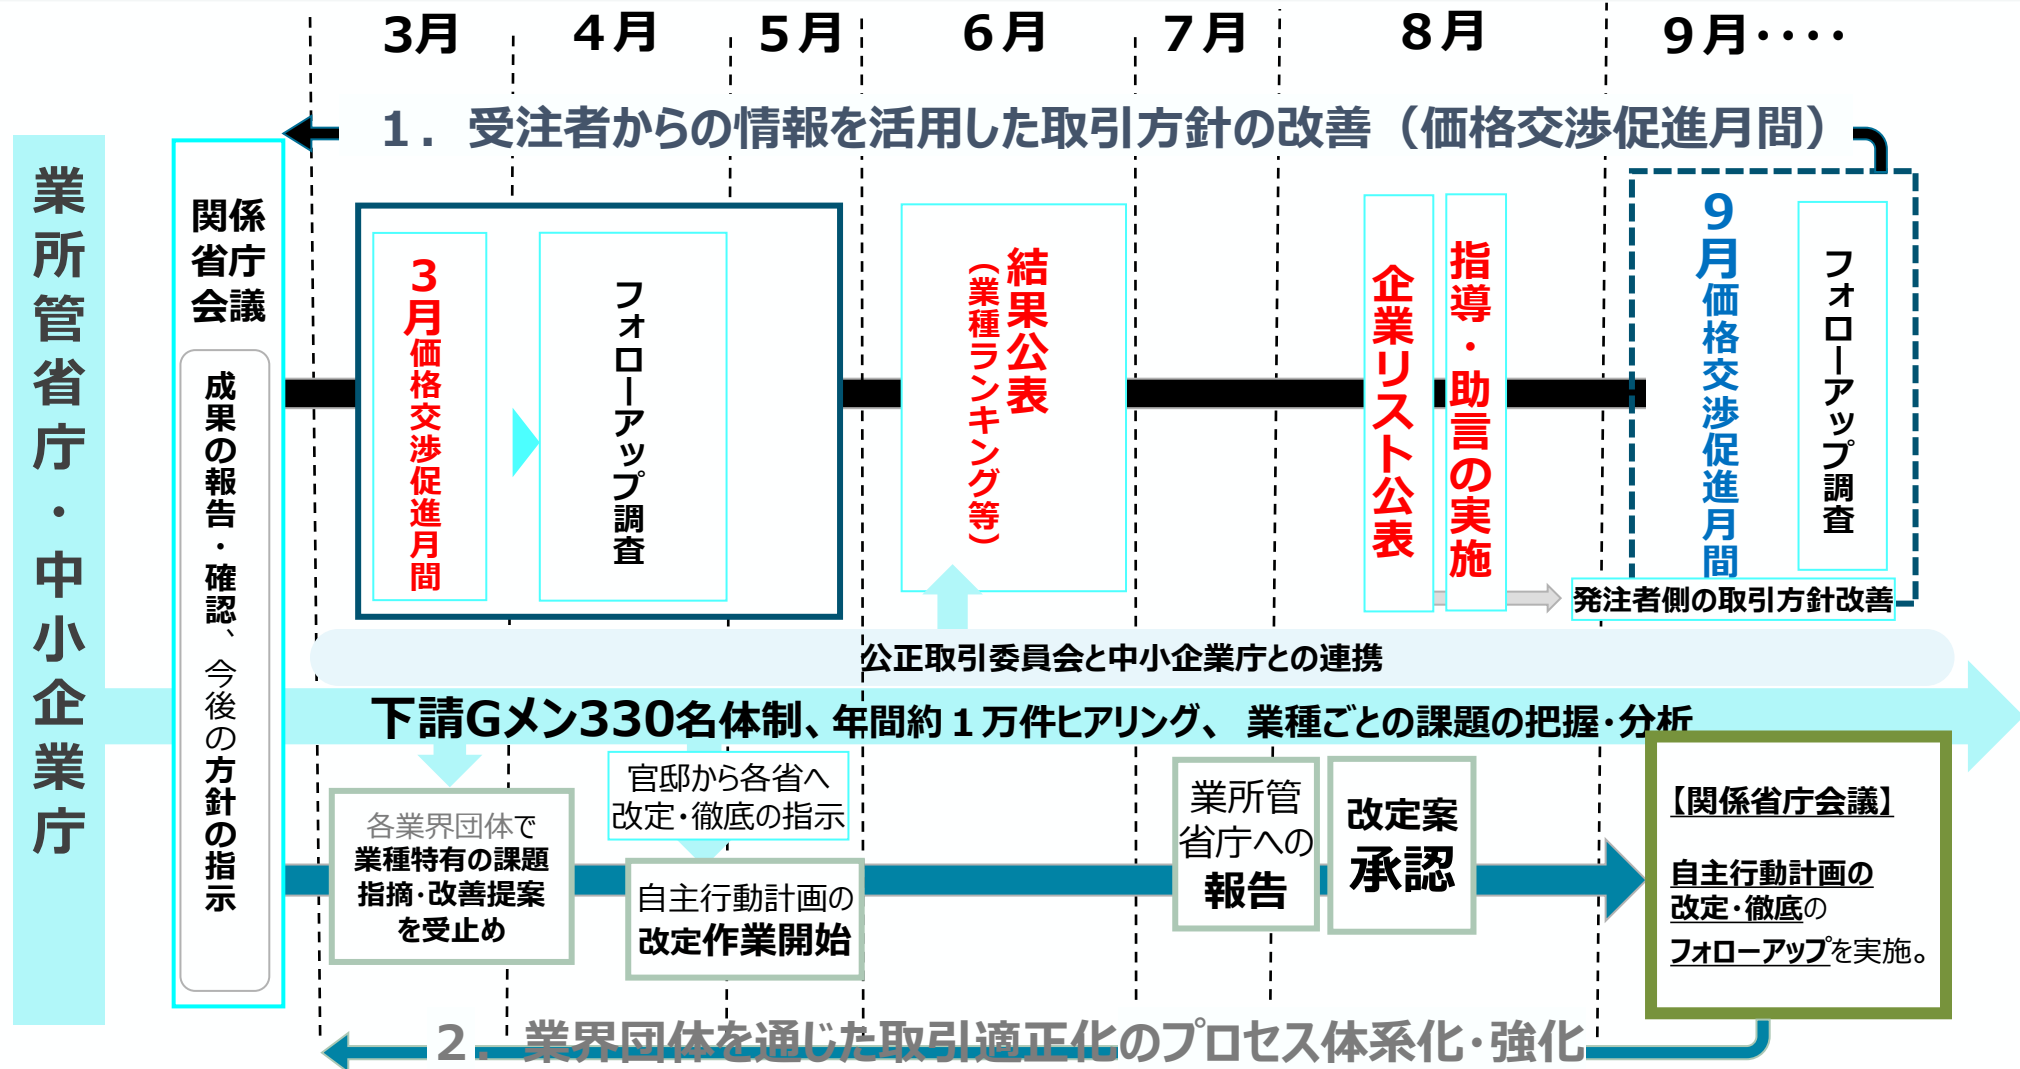 3月
4月
5月
6月
7月
8月
9月････
1．受注者からの情報を活用した取引方針の改善（価格交渉促進月間）
業所管省庁・中小企業庁
関係
省庁
会議
成果の報告・確認、今後の方針の指示
3月価格交渉促進月間
フォローアップ調査
結果公表
（業種ランキング等）
企業リスト公表
指導・助言の実施
9月価格交渉促進月間
フォローアップ調査
発注者側の取引方針改善
公正取引委員会と中小企業庁との連携
下請Gメン330名体制、年間約１万件ヒアリング、 業種ごとの課題の把握･分析
各業界団体で
業種特有の課題
指摘･改善提案
を受止め
官邸から各省へ
改定･徹底の指示
自主行動計画の
改定作業開始
業所管
省庁への
報告
改定案
承認
【関係省庁会議】
自主行動計画の
改定･徹底の
フォローアップを実施。
2．業界団体を通じた取引適正化のプロセス体系化･強化